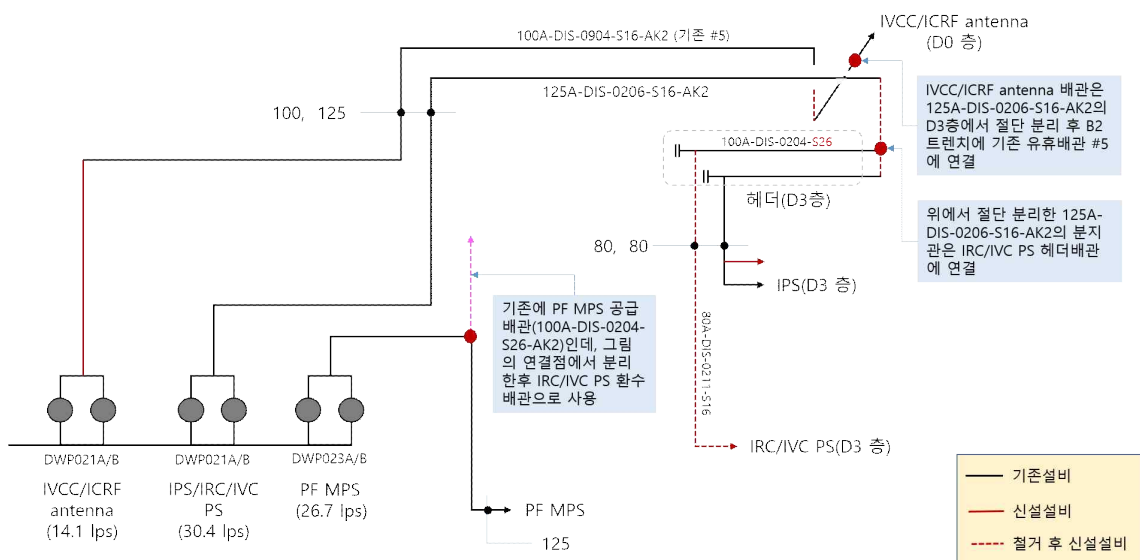 IVCC/ICRF antenna
(D0 층)
100A-DIS-0904-S16-AK2 (기존 #5)
125A-DIS-0206-S16-AK2
100, 125
IVCC/ICRF antenna 배관은
125A-DIS-0206-S16-AK2의
D3층에서 절단 분리 후 B2
트렌치에 기존 유휴배관 #5
에 연결
100A-DIS-0204-S26
헤더(D3층)
위에서 절단 분리한 125A-
DIS-0206-S16-AK2의 분지
관은 IRC/IVC PS 헤더배관
에 연결
80, 80
IPS(D3 층)
기존에 PF MPS 공급
배관(100A-DIS-0204-
S26-AK2)인데, 그림
의 연결점에서 분리
한후 IRC/IVC PS 환수
배관으로 사용
80A-DIS-0211-S16
IRC/IVC PS(D3 층)
DWP021A/B
DWP021A/B
DWP023A/B
IVCC/ICRF
antenna
(14.1 lps)
IPS/IRC/IVC
PS
(30.4 lps)
PF MPS
(26.7 lps)
PF MPS
125
기존설비
신설설비
철거 후 신설설비